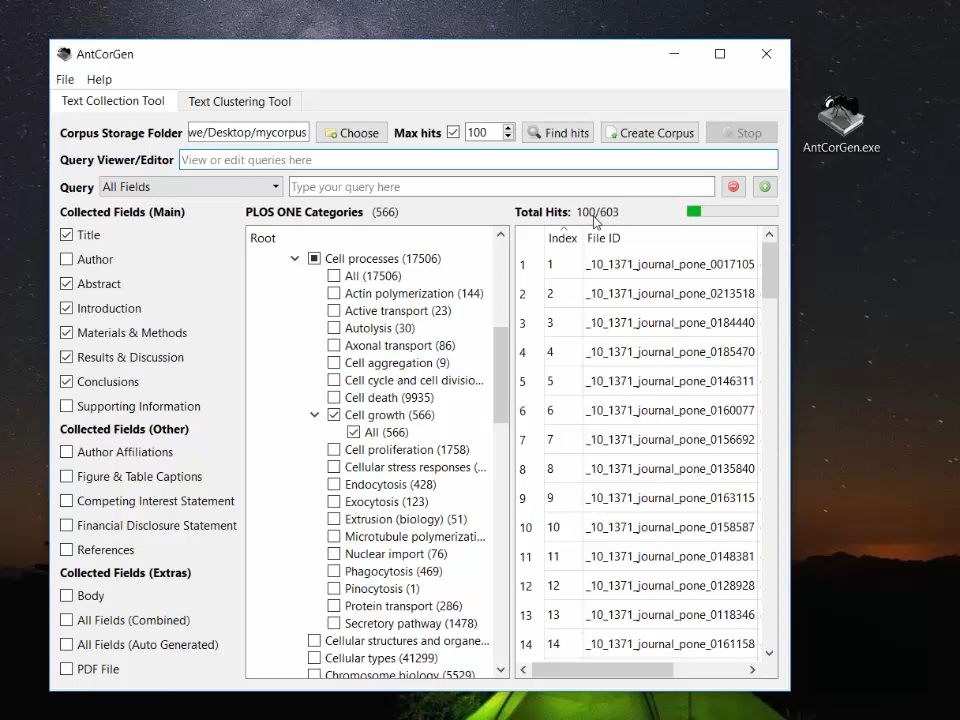 AntCorGen
File Help
Text Collection Tool Text Clustering Tool
Corpus Storage Folder we/Desktop/mycorpus Choose Max hits 100 Find hits Create Corpus Stop
Query Viewer/Editor View or edit queries here
Query All Fields Type your query here
Collected Fields (Main)
Title
Author
Abstract
Introduction
Materials & Methods
Results & Discussion
Conclusions
Supporting Information
Collected Fields (Other)
Author Affiliations
Figure & Table Captions
Competing Interest Statement
Financial Disclosure Statement
References
Collected Fields (Extras)
Body
All Fields (Combined)
All Fields (Auto Generated)
PDF File
PLOS ONE Categories (566)
Root
Cell processes (17506)
All (17506)
Actin polymerization (144)
Active transport (23)
Autolysis (30)
Axonal transport (86)
Cell aggregation (9)
Cell cycle and cell divisio...
Cell death (9935)
Cell growth (566)
All (566)
Cell proliferation (1758)
Cellular stress responses (...
Endocytosis (428)
Exocytosis (123)
Extrusion (biology) (51)
Microtubule polymerizati...
Nuclear import (76)
Phagocytosis (469)
Pinocytosis (1)
Protein transport (286)
Secretory pathway (1478)
Cellular structures and organe...
Cellular types (41299)
Chromosome biology (5529)
Total Hits: 100/603
Index File ID
1 1 _10_1371_journal_pone_0017105
2 2 _10_1371_journal_pone_0213518
3 3 _10_1371_journal_pone_0184440
4 4 _10_1371_journal_pone_0185470
5 5 _10_1371_journal_pone_0146311
6 6 _10_1371_journal_pone_0160077
7 7 _10_1371_journal_pone_0156692
8 8 _10_1371_journal_pone_0135840
9 9 _10_1371_journal_pone_0163115
10 10 _10_1371_journal_pone_0158587
11 11 _10_1371_journal_pone_0148381
12 12 _10_1371_journal_pone_0128928
13 13 _10_1371_journal_pone_0118346
14 14 _10_1371_journal_pone_0161158
AntCorGen.exe